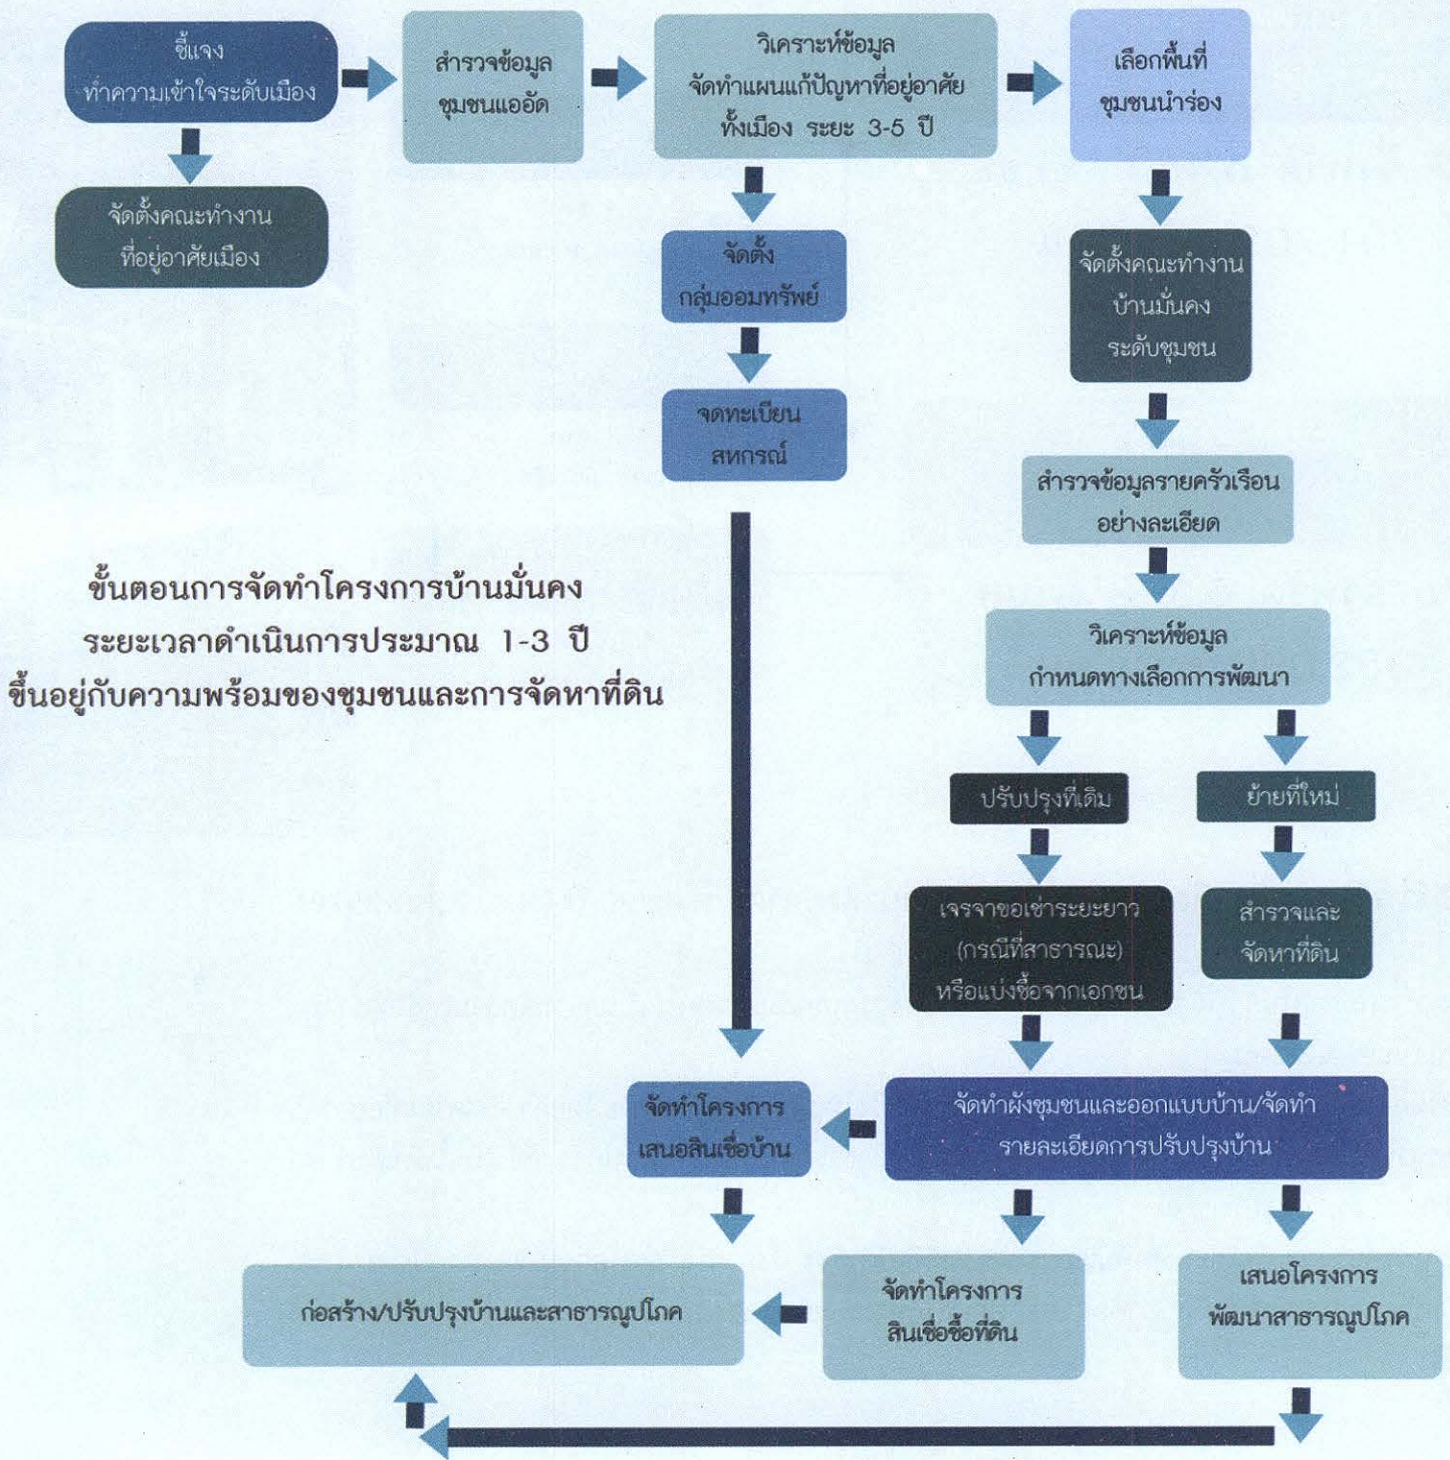 ชี้แจง
ทำความเข้าใจระดับเมือง
สำรวจข้อมูล
ชุมชนแออัด
วิเคราะห์ข้อมูล
จัดทำแผนแก้ปัญหาที่อยู่อาศัย
ทั้งเมือง ระยะ 3-5 ปี
เลือกพื้นที่
ชุมชนนำร่อง
จัดตั้งคณะทำงาน
ที่อยู่อาศัยเมือง
จัดตั้ง
กลุ่มออมทรัพย์
จัดตั้งคณะทำงาน
บ้านมั่นคง
ระดับชุมชน
จดทะเบียน
สหกรณ์
สำรวจข้อมูลรายครัวเรือน
อย่างละเอียด
ขั้นตอนการจัดทำโครงการบ้านมั่นคง
ระยะเวลาดำเนินการประมาณ 1-3 ปี
ขึ้นอยู่กับความพร้อมของชุมชนและการจัดหาที่ดิน
วิเคราะห์ข้อมูล
กำหนดทางเลือกการพัฒนา
ปรับปรุงที่เดิม
ย้ายที่ใหม่
เจรจาขอเช่าระยะยาว
(กรณีที่สาธารณะ)
หรือแบ่งซื้อจากเอกชน
สำรวจและ
จัดหาที่ดิน
จัดทำโครงการ
เสนอสินเชื่อบ้าน
จัดทำผังชุมชนและออกแบบบ้าน/จัดทำ
รายละเอียดการปรับปรุงบ้าน
ก่อสร้าง/ปรับปรุงบ้านและสาธารณูปโภค
จัดทำโครงการ
สินเชื่อซื้อที่ดิน
เสนอโครงการ
พัฒนาสาธารณูปโภค